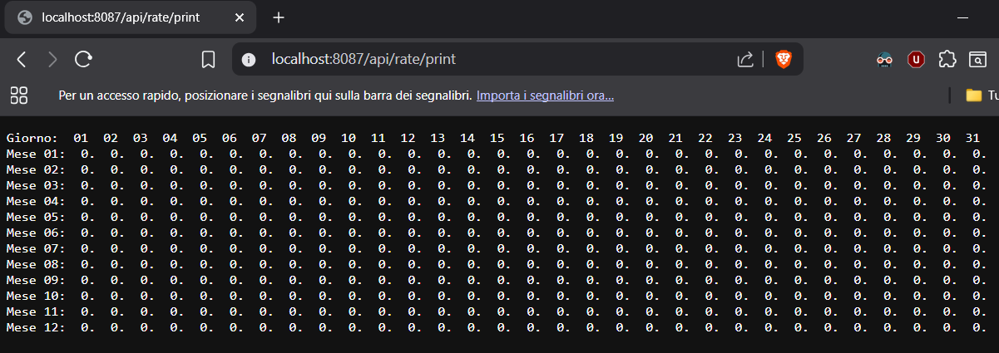 localhost:8087/api/rate/print
localhost:8087/api/rate/print
Per un accesso rapido, posizionare i segnalibri qui sulla barra dei segnalibri. Importa i segnalibri ora...
Tu
Giorno: 01 02 03 04 05 06 07 08 09 10 11 12 13 14 15 16 17 18 19 20 21 22 23 24 25 26 27 28 29 30 31
Mese 01: 0. 0. 0. 0. 0. 0. 0. 0. 0. 0. 0. 0. 0. 0. 0. 0. 0. 0. 0. 0. 0. 0. 0. 0. 0. 0. 0. 0. 0. 0. 0.
Mese 02: 0. 0. 0. 0. 0. 0. 0. 0. 0. 0. 0. 0. 0. 0. 0. 0. 0. 0. 0. 0. 0. 0. 0. 0. 0. 0. 0. 0. 0. 0. 0.
Mese 03: 0. 0. 0. 0. 0. 0. 0. 0. 0. 0. 0. 0. 0. 0. 0. 0. 0. 0. 0. 0. 0. 0. 0. 0. 0. 0. 0. 0. 0. 0. 0.
Mese 04: 0. 0. 0. 0. 0. 0. 0. 0. 0. 0. 0. 0. 0. 0. 0. 0. 0. 0. 0. 0. 0. 0. 0. 0. 0. 0. 0. 0. 0. 0. 0.
Mese 05: 0. 0. 0. 0. 0. 0. 0. 0. 0. 0. 0. 0. 0. 0. 0. 0. 0. 0. 0. 0. 0. 0. 0. 0. 0. 0. 0. 0. 0. 0. 0.
Mese 06: 0. 0. 0. 0. 0. 0. 0. 0. 0. 0. 0. 0. 0. 0. 0. 0. 0. 0. 0. 0. 0. 0. 0. 0. 0. 0. 0. 0. 0. 0. 0.
Mese 07: 0. 0. 0. 0. 0. 0. 0. 0. 0. 0. 0. 0. 0. 0. 0. 0. 0. 0. 0. 0. 0. 0. 0. 0. 0. 0. 0. 0. 0. 0. 0.
Mese 08: 0. 0. 0. 0. 0. 0. 0. 0. 0. 0. 0. 0. 0. 0. 0. 0. 0. 0. 0. 0. 0. 0. 0. 0. 0. 0. 0. 0. 0. 0. 0.
Mese 09: 0. 0. 0. 0. 0. 0. 0. 0. 0. 0. 0. 0. 0. 0. 0. 0. 0. 0. 0. 0. 0. 0. 0. 0. 0. 0. 0. 0. 0. 0. 0.
Mese 10: 0. 0. 0. 0. 0. 0. 0. 0. 0. 0. 0. 0. 0. 0. 0. 0. 0. 0. 0. 0. 0. 0. 0. 0. 0. 0. 0. 0. 0. 0. 0.
Mese 11: 0. 0. 0. 0. 0. 0. 0. 0. 0. 0. 0. 0. 0. 0. 0. 0. 0. 0. 0. 0. 0. 0. 0. 0. 0. 0. 0. 0. 0. 0. 0.
Mese 12: 0. 0. 0. 0. 0. 0. 0. 0. 0. 0. 0. 0. 0. 0. 0. 0. 0. 0. 0. 0. 0. 0. 0. 0. 0. 0. 0. 0. 0. 0. 0.